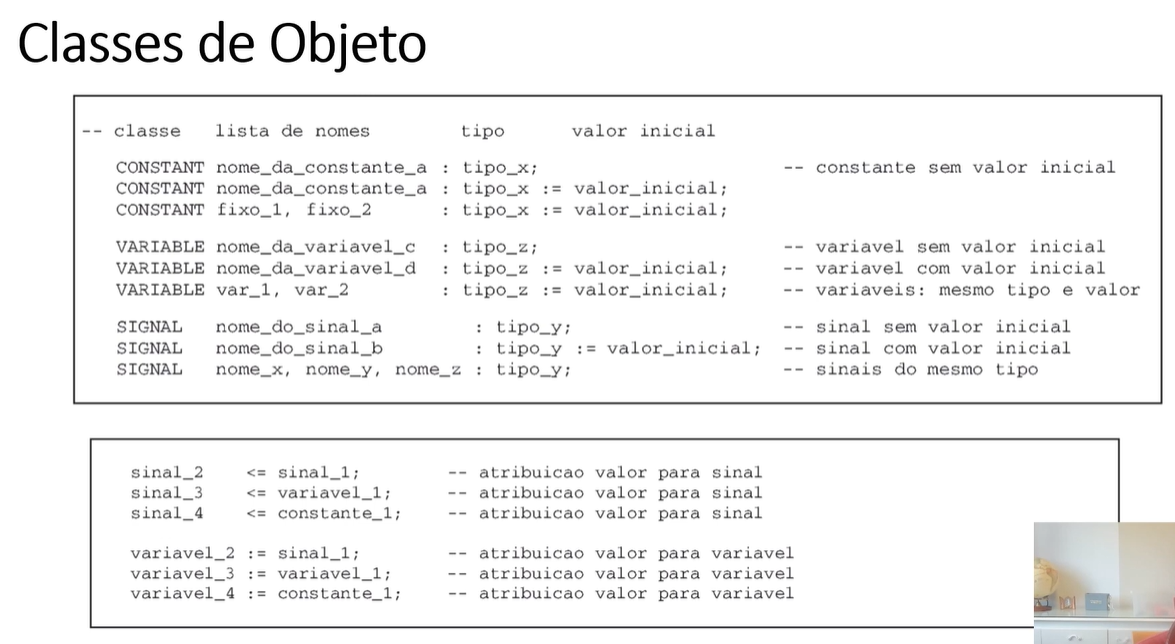 Classes de Objeto
-- classe lista de nomes tipo valor inicial
CONSTANT nome_da_constante_a : tipo_x; -- constante sem valor inicial
CONSTANT nome_da_constante_a : tipo_x := valor_inicial;
CONSTANT fixo_1, fixo_2 : tipo_x := valor_inicial;
VARIABLE nome_da_variavel_c : tipo_z; -- variavel sem valor inicial
VARIABLE nome_da_variavel_d : tipo_z := valor_inicial; -- variavel com valor inicial
VARIABLE var_1, var_2 : tipo_z := valor_inicial; -- variaveis: mesmo tipo e valor
SIGNAL nome_do_sinal_a : tipo_y; -- sinal sem valor inicial
SIGNAL nome_do_sinal_b : tipo_y := valor_inicial; -- sinal com valor inicial
SIGNAL nome_x, nome_y, nome_z : tipo_y; -- sinais do mesmo tipo
sinal_2 <= sinal_1; -- atribuicao valor para sinal
sinal_3 <= variavel_1; -- atribuicao valor para sinal
sinal_4 <= constante_1; -- atribuicao valor para sinal
variavel_2 := sinal_1; -- atribuicao valor para variavel
variavel_3 := variavel_1; -- atribuicao valor para variavel
variavel_4 := constante_1; -- atribuicao valor para variavel